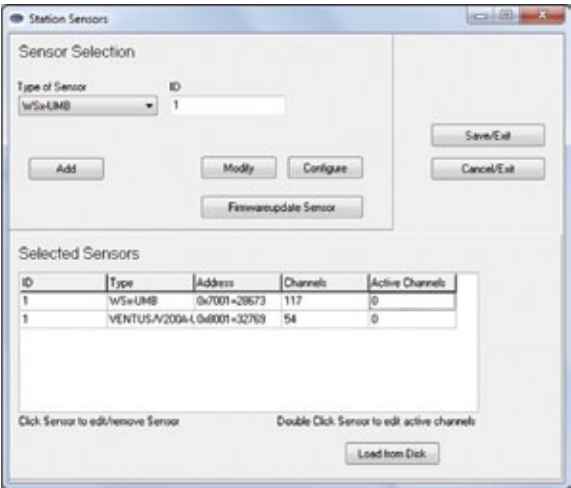 Station Sensors
Sensor Selection
Type of Sensor ID
WSx-UMB 1
Save/Exit
Add Modify Configure Cancel/Exit
Firmwareupdate Sensor
Selected Sensors
ID Type Address Channels Active Channels
1 WSx-UMB 0x7001=28673 117 0
1 VENTUS/V200A-U 0x8001=32769 54 0
Click Sensor to edit/remove Sensor Double Click Sensor to edit active channels
Load from Disk